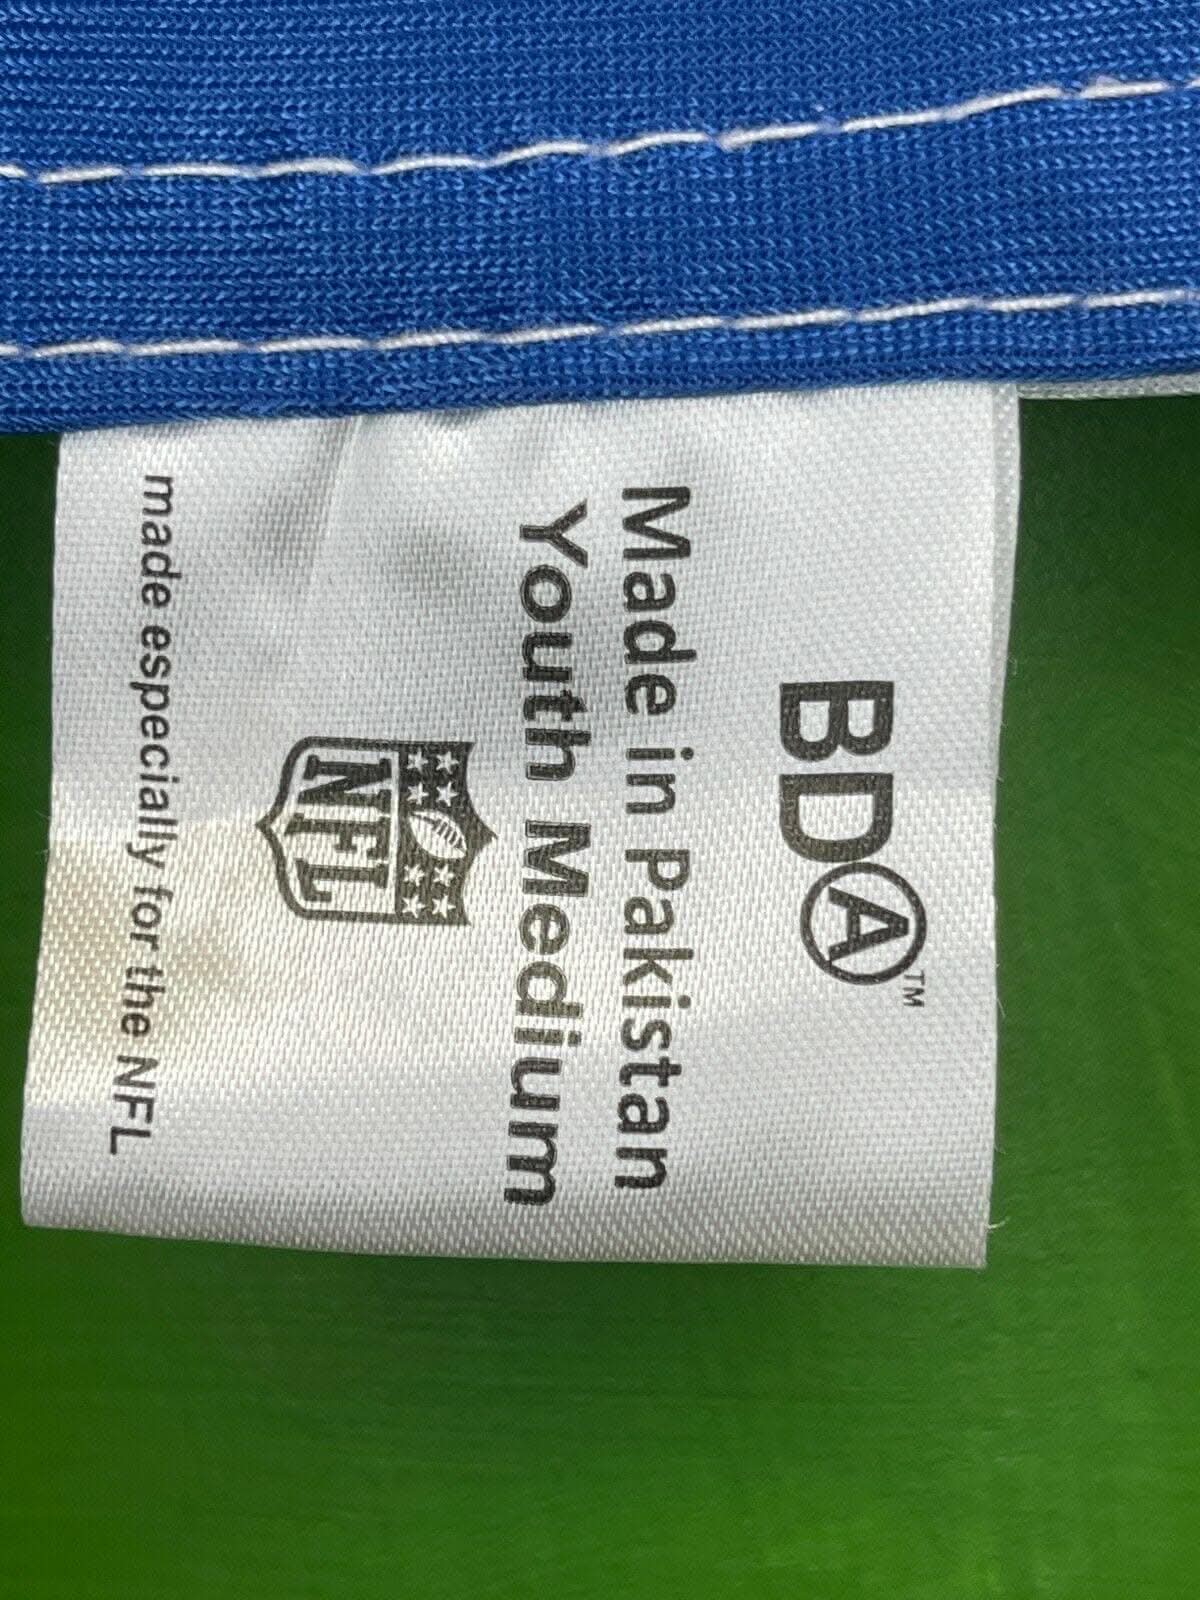 BDA™
Made in Pakistan
Youth Medium
NFL
made especially for the NFL